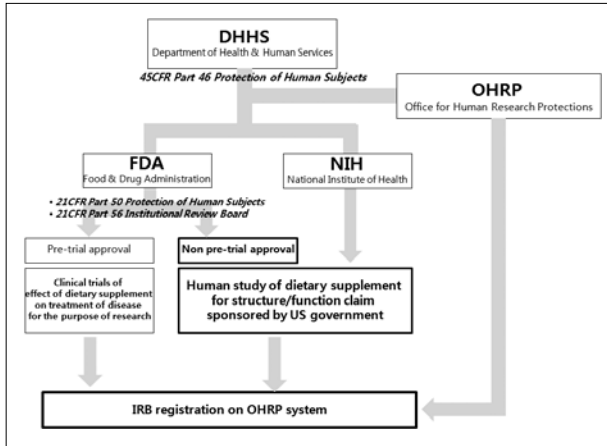 DHHS
Department of Health & Human Services
45CFR Part 46 Protection of Human Subjects
OHRP
Office for Human Research Protections
FDA
Food & Drug Administration
NIH
National Institute of Health
• 21CFR Part 50 Protection of Human Subjects
• 21CFR Part 56 Institutional Review Board
Pre-trial approval
Non pre-trial approval
Clinical trials of
effect of dietary supplement
on treatment of disease
for the purpose of research
Human study of dietary supplement
for structure/function claim
sponsored by US government
IRB registration on OHRP system